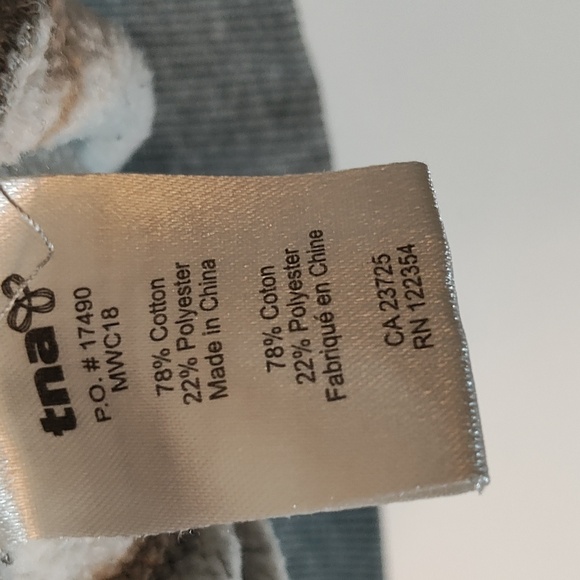 tna
P.O. # 17490
MWC18
78% Cotton
22% Polyester
Made in China
78% Coton
22% Polyester
Fabriqué en Chine
CA 23725
RN 122354